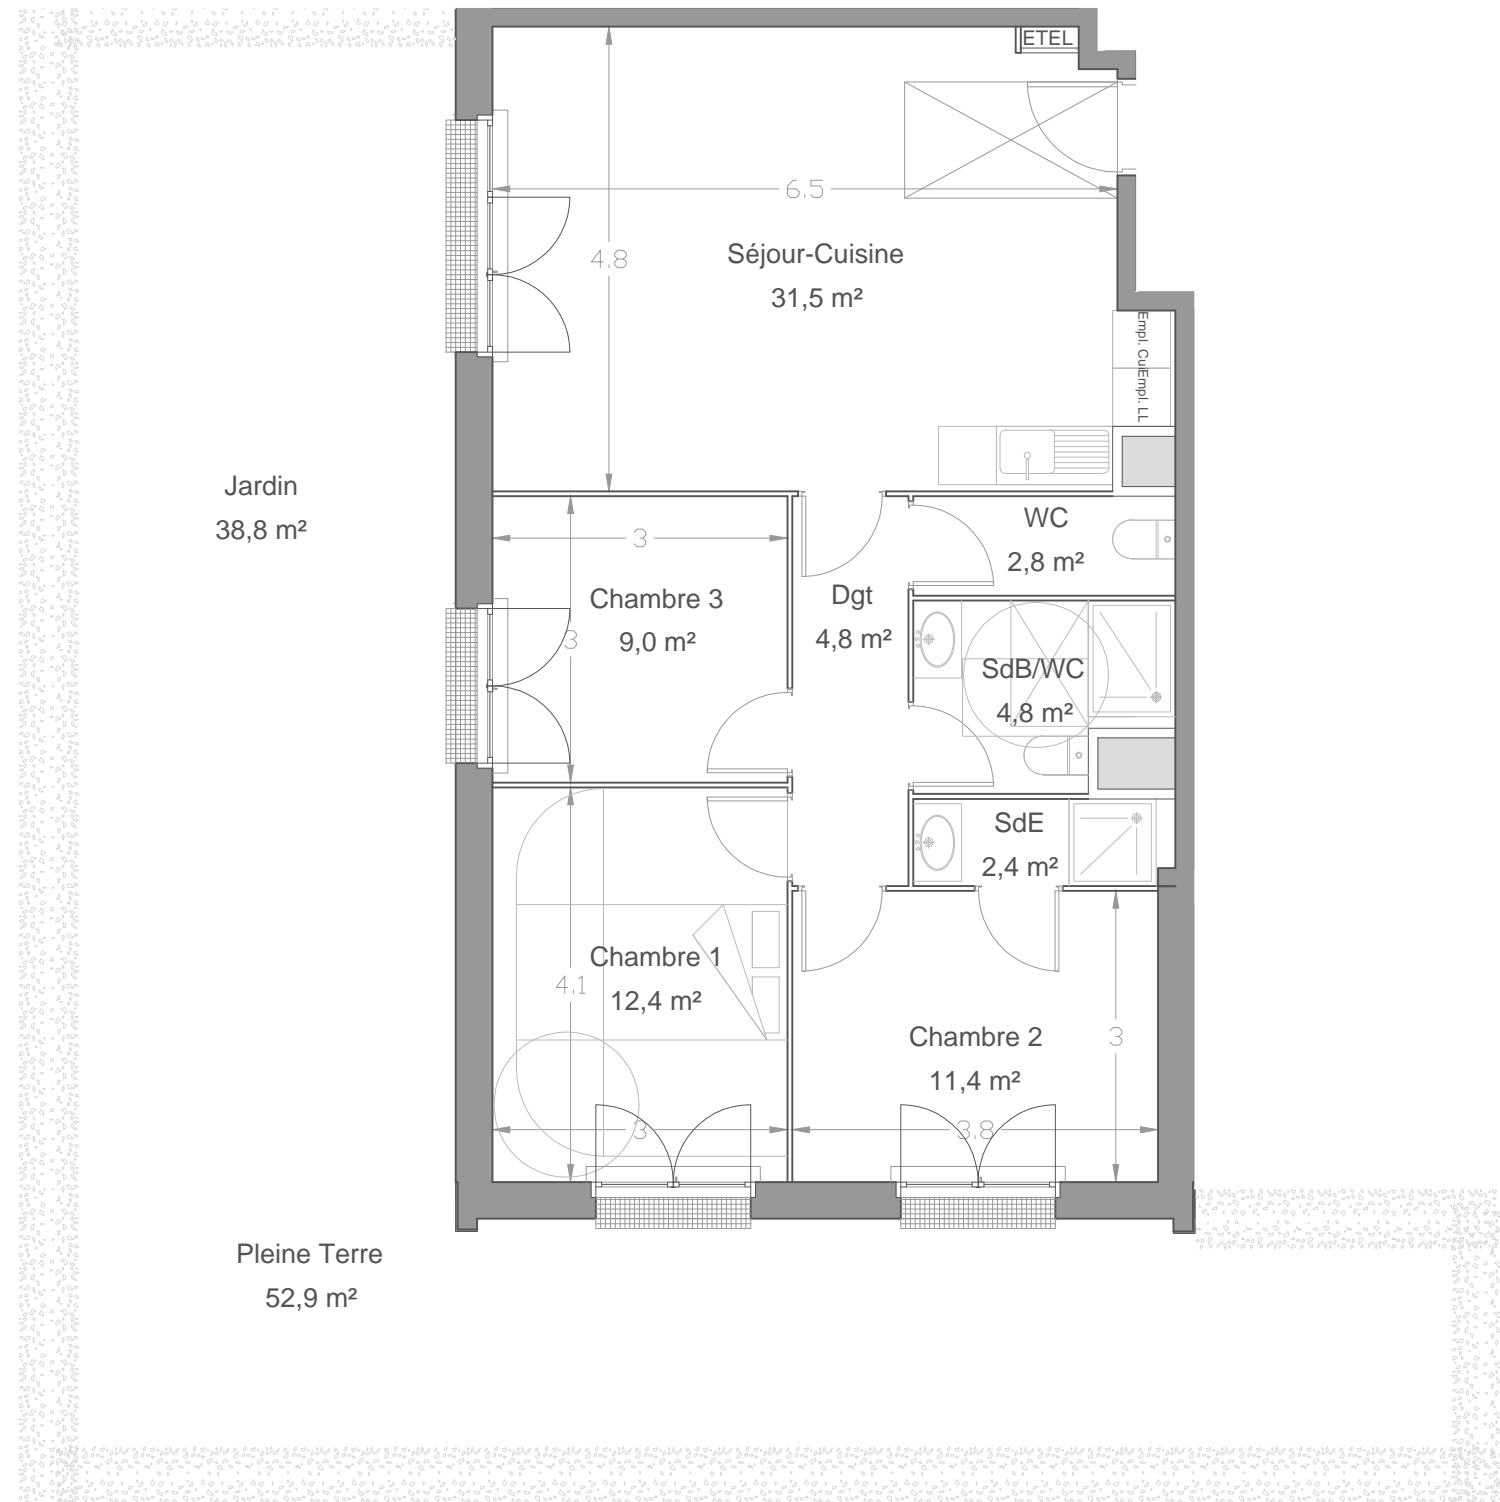 ETEL
6.5
4.8
Séjour-Cuisine
31,5 m²
Empl. Cui
Empl. LL
Jardin
38,8 m²
3
3
Chambre 3
9,0 m²
Dgt
4,8 m²
WC
2,8 m²
SdB/WC
4,8 m²
SdE
2,4 m²
Chambre 1
12,4 m²
4.1
3
Chambre 2
11,4 m²
3
3.8
Pleine Terre
52,9 m²